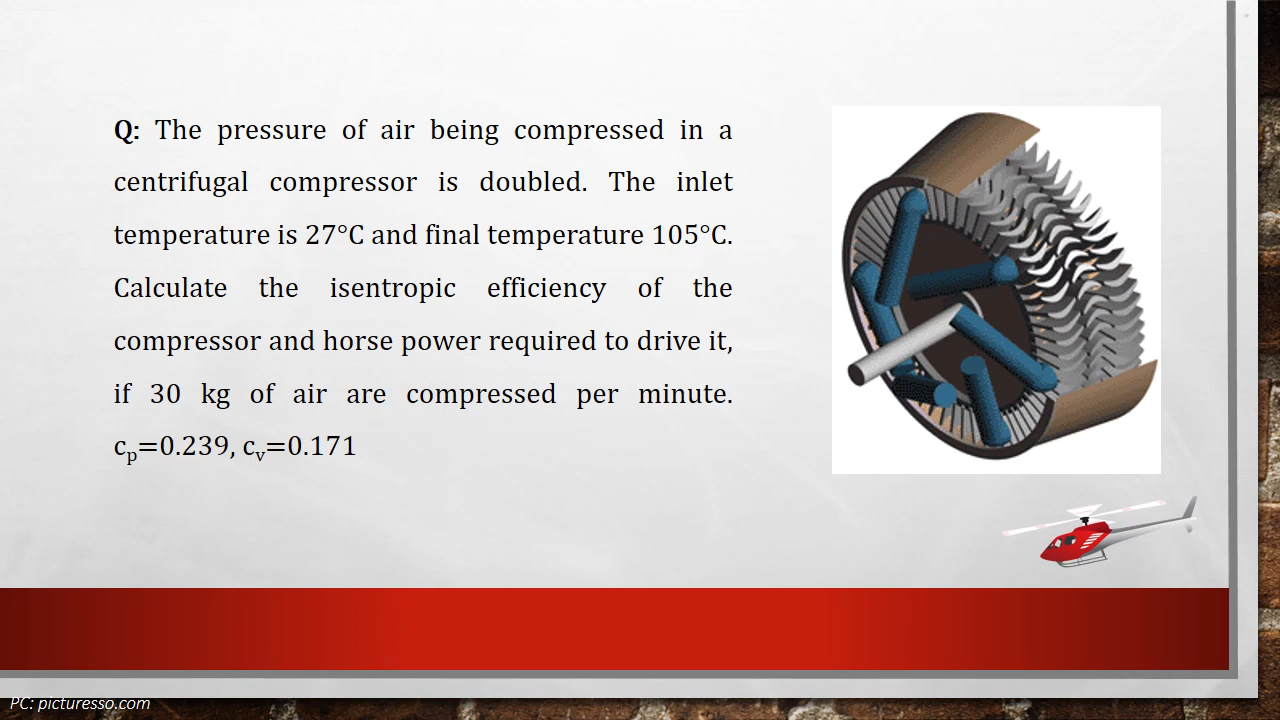 Q: The pressure of air being compressed in a
centrifugal compressor is doubled. The inlet
temperature is 27°C and final temperature 105°C.
Calculate the isentropic efficiency of the
compressor and horse power required to drive it,
if 30 kg of air are compressed per minute.
cp=0.239, cv=0.171
PC: picturesso.com